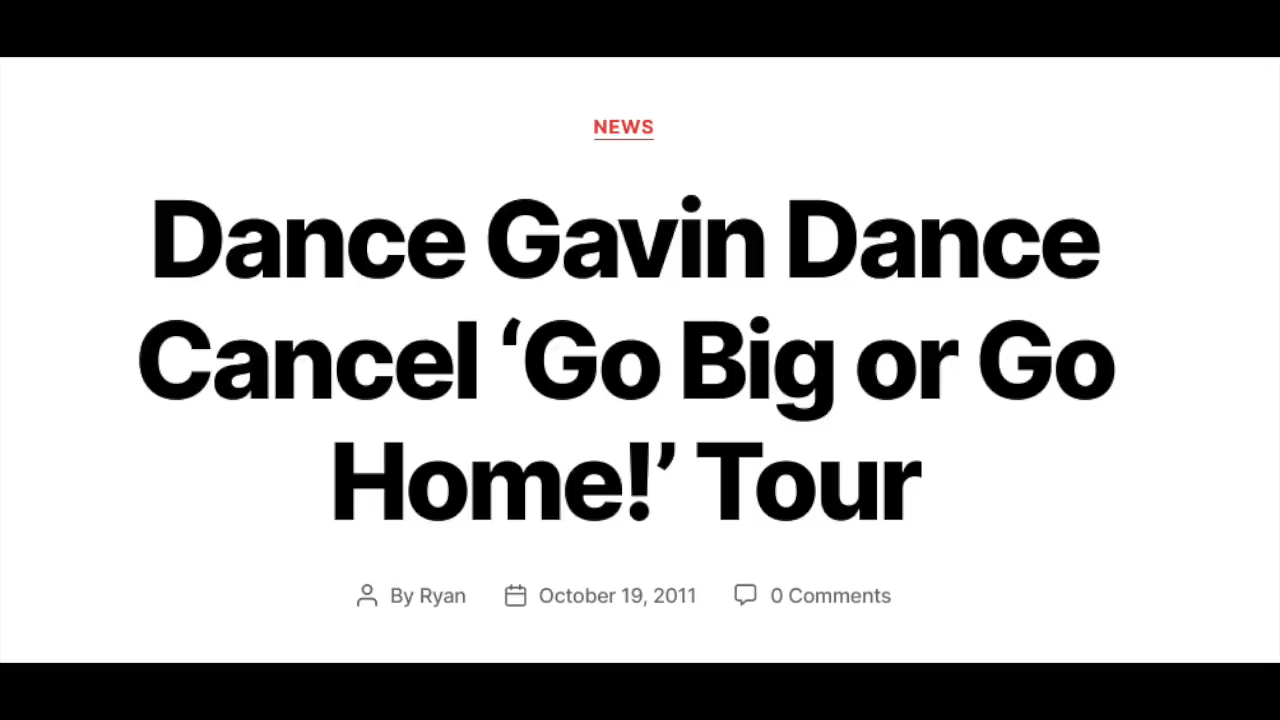 NEWS
Dance Gavin Dance
Cancel ‘Go Big or Go
Home!’ Tour
By Ryan October 19, 2011 0 Comments